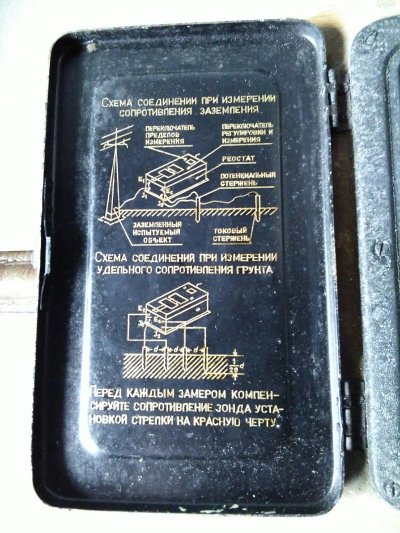 Схема соединений при измерении
сопротивления заземления
Переключатель
пределов
измерения
Переключатель
регулировки и
измерения
Реостат
Потенциальный
стержень
Заземленный
испытуемый
объект
Токовый
стержень
Схема соединений при измерении
удельного сопротивления грунта
d d d
Перед каждым замером компен-
сируйте сопротивление зонда уста-
новкой стрелки на красную черту.